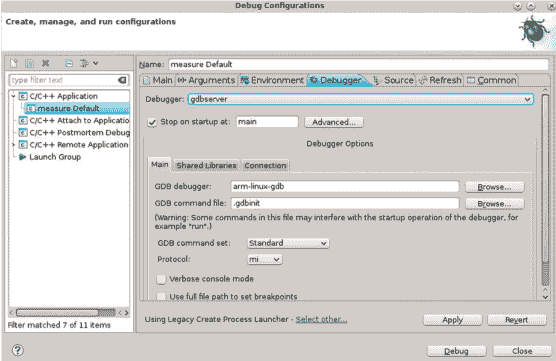 Debug Configurations
Create, manage, and run configurations
Name: measure Default
type filter text
Main Arguments Environment Debugger Source Refresh Common
C/C++ Application
measure Default
C/C++ Attach to Applicatio
C/C++ Postmortem Debug
C/C++ Remote Application
Launch Group
Debugger: gdbserver
Stop on startup at: main Advanced...
Debugger Options
Main Shared Libraries Connection
GDB debugger: arm-linux-gdb Browse...
GDB command file: .gdbinit Browse...
(Warning: Some commands in this file may interfere with the startup operation of the debugger, for
example "run".)
GDB command set: Standard
Protocol: mi
Verbose console mode
Use full file path to set breakpoints
Filter matched 7 of 11 items
Using Legacy Create Process Launcher - Select other...
Apply Revert
? Debug Close